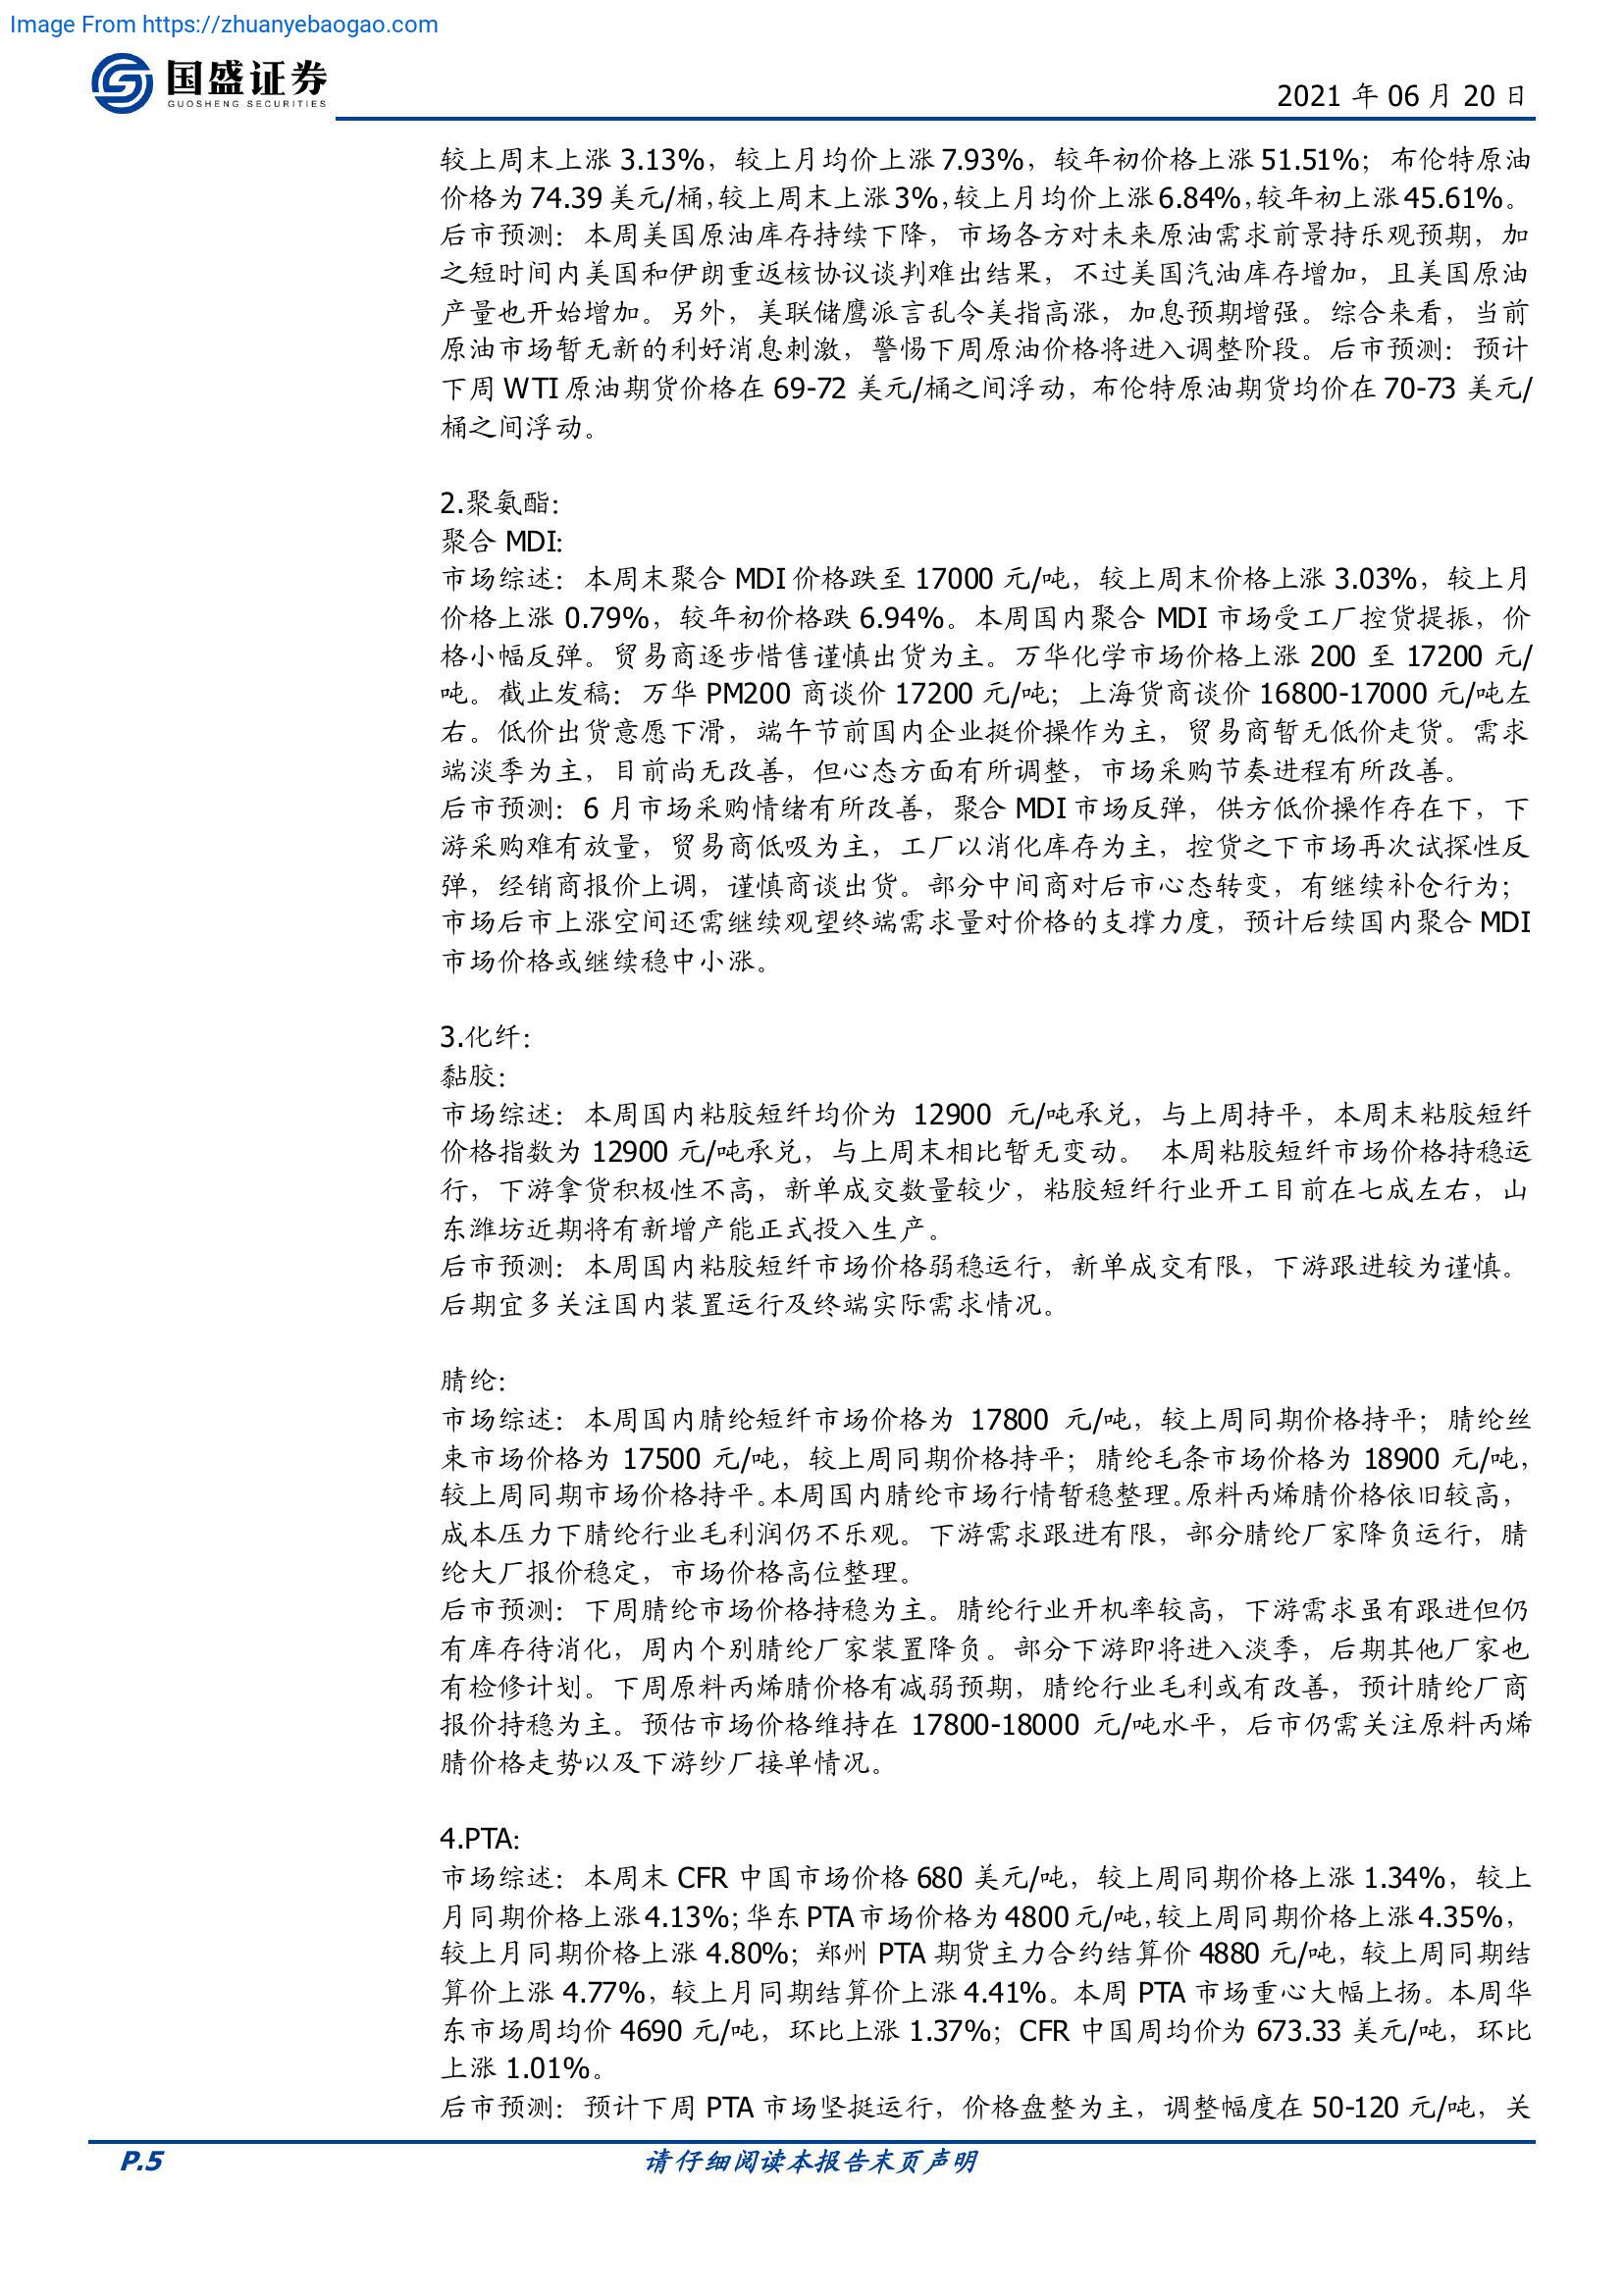 Image From https://zhuanyebaogao.com
国盛证券
GUOSHENG SECURITIES
2021 年 06 月 20 日
较上周末上涨 3.13%，较上月均价上涨 7.93%，较年初价格上涨 51.51%；布伦特原油
价格为 74.39 美元/桶，较上周末上涨 3%，较上月均价上涨 6.84%，较年初上涨 45.61%。
后市预测：本周美国原油库存持续下降，市场各方对未来原油需求前景持乐观预期，加
之短时间内美国和伊朗重返核协议谈判难出结果，不过美国汽油库存增加，且美国原油
产量也开始增加。另外，美联储鹰派言乱令美指高涨，加息预期增强。综合来看，当前
原油市场暂无新的利好消息刺激，警惕下周原油价格将进入调整阶段。后市预测：预计
下周 WTI 原油期货价格在 69-72 美元/桶之间浮动，布伦特原油期货均价在 70-73 美元/
桶之间浮动。
2.聚氨酯：
聚合 MDI:
市场综述：本周末聚合 MDI 价格跌至 17000 元/吨，较上周末价格上涨 3.03%，较上月
价格上涨 0.79%，较年初价格跌 6.94%。本周国内聚合 MDI 市场受工厂控货提振，价
格小幅反弹。贸易商逐步惜售谨慎出货为主。万华化学市场价格上涨 200 至 17200 元/
吨。截止发稿：万华 PM200 商谈价 17200 元/吨；上海货商谈价 16800-17000 元/吨左
右。低价出货意愿下滑，端午节前国内企业挺价操作为主，贸易商暂无低价走货。需求
端淡季为主，目前尚无改善，但心态方面有所调整，市场采购节奏进程有所改善。
后市预测：6 月市场采购情绪有所改善，聚合 MDI 市场反弹，供方低价操作存在下，下
游采购难有放量，贸易商低吸为主，工厂以消化库存为主，控货之下市场再次试探性反
弹，经销商报价上调，谨慎商谈出货。部分中间商对后市心态转变，有继续补仓行为；
市场后市上涨空间还需继续观望终端需求量对价格的支撑力度，预计后续国内聚合 MDI
市场价格或继续稳中小涨。
3.化纤：
黏胶：
市场综述：本周国内粘胶短纤均价为 12900 元/吨承兑，与上周持平，本周末粘胶短纤
价格指数为 12900 元/吨承兑，与上周末相比暂无变动。 本周粘胶短纤市场价格持稳运
行，下游拿货积极性不高，新单成交数量较少，粘胶短纤行业开工目前在七成左右，山
东潍坊近期将有新增产能正式投入生产。
后市预测：本周国内粘胶短纤市场价格弱稳运行，新单成交有限，下游跟进较为谨慎。
后期宜多关注国内装置运行及终端实际需求情况。
腈纶：
市场综述：本周国内腈纶短纤市场价格为 17800 元/吨，较上周同期价格持平；腈纶丝
束市场价格为 17500 元/吨，较上周同期价格持平；腈纶毛条市场价格为 18900 元/吨，
较上周同期市场价格持平。本周国内腈纶市场行情暂稳整理。原料丙烯腈价格依旧较高，
成本压力下腈纶行业毛利润仍不乐观。下游需求跟进有限，部分腈纶厂家降负运行，腈
纶大厂报价稳定，市场价格高位整理。
后市预测：下周腈纶市场价格持稳为主。腈纶行业开机率较高，下游需求虽有跟进但仍
有库存待消化，周内个别腈纶厂家装置降负。部分下游即将进入淡季，后期其他厂家也
有检修计划。下周原料丙烯腈价格有减弱预期，腈纶行业毛利或有改善，预计腈纶厂商
报价持稳为主。预估市场价格维持在 17800-18000 元/吨水平，后市仍需关注原料丙烯
腈价格走势以及下游纱厂接单情况。
4.PTA:
市场综述：本周末 CFR 中国市场价格 680 美元/吨，较上周同期价格上涨 1.34%，较上
月同期价格上涨 4.13%；华东 PTA 市场价格为 4800 元/吨，较上周同期价格上涨 4.35%，
较上月同期价格上涨 4.80%；郑州 PTA 期货主力合约结算价 4880 元/吨，较上周同期结
算价上涨 4.77%，较上月同期结算价上涨 4.41%。本周 PTA 市场重心大幅上扬。本周华
东市场周均价 4690 元/吨，环比上涨 1.37%；CFR 中国周均价为 673.33 美元/吨，环比
上涨 1.01%。
后市预测：预计下周 PTA 市场坚挺运行，价格盘整为主，调整幅度在 50-120 元/吨，关
P.5
请仔细阅读本报告末页声明